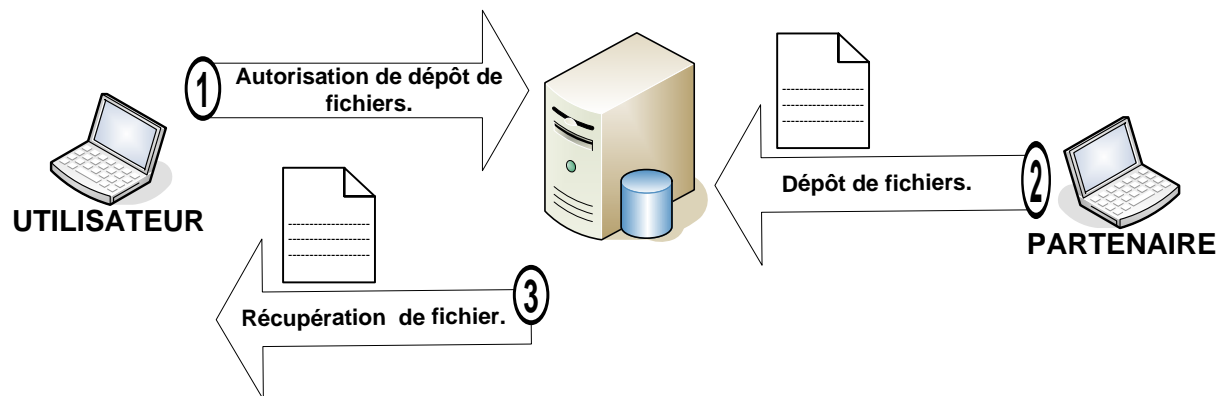 1
Autorisation de dépôt de
fichiers.
UTILISATEUR
2
Dépôt de fichiers.
PARTENAIRE
3
Récupération de fichier.